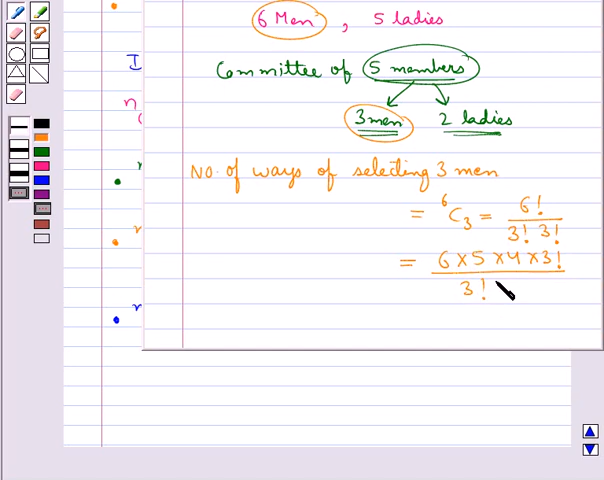 6 Men, 5 ladies
I
Committee of 5 members
n
3 men 2 ladies
No. of ways of selecting 3 men
= ⁶C₃ = 6! / 3! 3!
= 6 × 5 × 4 × 3! / 3!